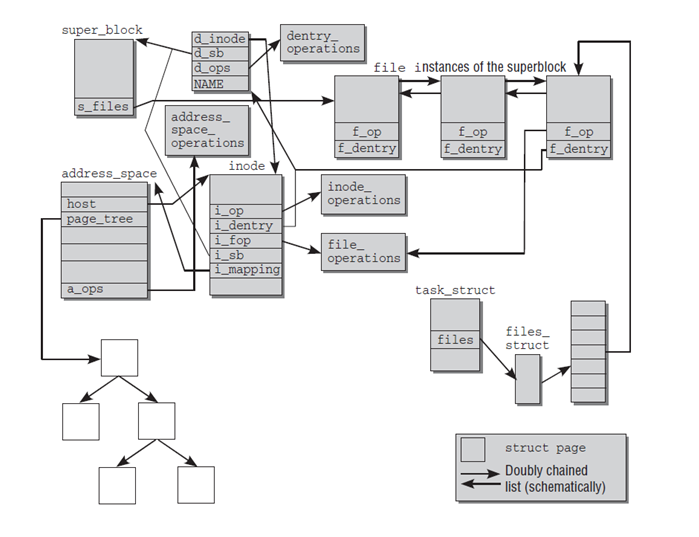 super_block
s_files
d_inode
d_sb
d_ops
NAME
dentry_
operations
file instances of the superblock
f_op
f_dentry
f_op
f_dentry
f_op
f_dentry
address_
space_
operations
address_space
host
page_tree
a_ops
inode
i_op
i_dentry
i_fop
i_sb
i_mapping
inode_
operations
file_
operations
task_struct
files
files_
struct
struct page
Doubly chained
list (schematically)